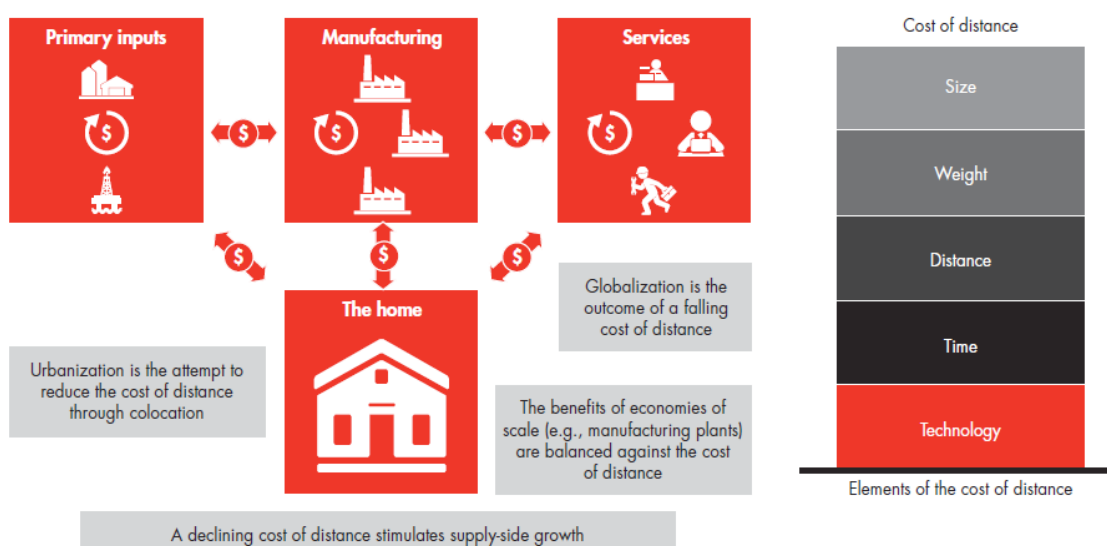 Primary inputs
$
$
Manufacturing
$
$
Services
$
$
$
$
The home
Urbanization is the attempt to
reduce the cost of distance
through colocation
Globalization is the
outcome of a falling
cost of distance
The benefits of economies of
scale (e.g., manufacturing plants)
are balanced against the cost
of distance
A declining cost of distance stimulates supply-side growth
Cost of distance
Size
Weight
Distance
Time
Technology
Elements of the cost of distance